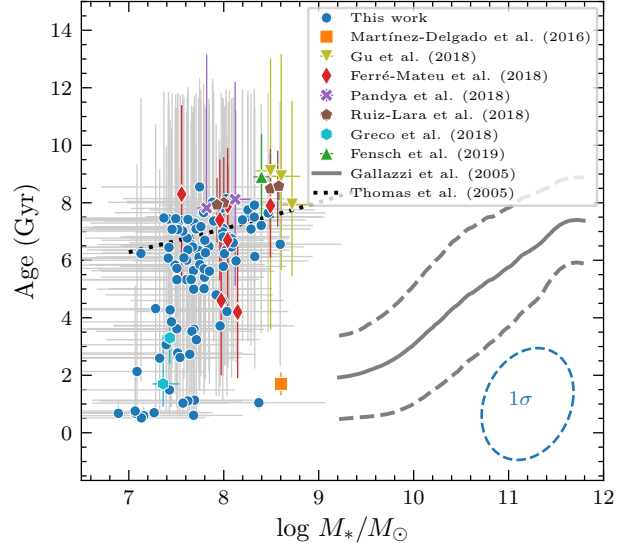 This work
Martínez-Delgado et al. (2016)
Gu et al. (2018)
Ferré-Mateu et al. (2018)
Pandya et al. (2018)
Ruiz-Lara et al. (2018)
Greco et al. (2018)
Fensch et al. (2019)
Gallazzi et al. (2005)
Thomas et al. (2005)
14
12
10
8
6
4
2
0
Age (Gyr)
1σ
7 8 9 10 11 12
log M*/M⊙